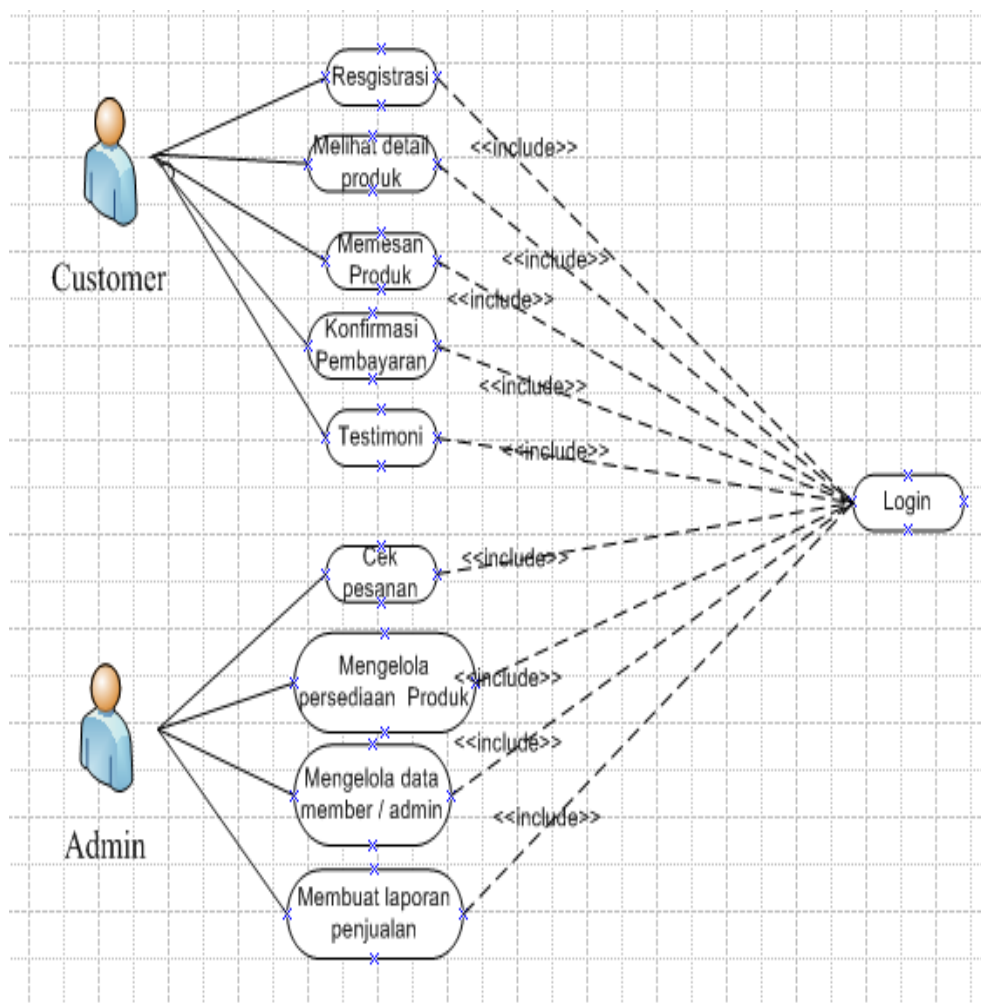 Resgistrasi
<<include>>
Melihat detail
produk
Customer
Memesan
Produk
<<include>>
<<include>>
Konfirmasi
Pembayaran
<<include>>
Testimoni
<<include>>
Login
Cek
pesanan
<<include>>
Mengelola
persediaan Produk
<<include>>
Admin
Mengelola data
member / admin
<<include>>
<<include>>
Membuat laporan
penjualan